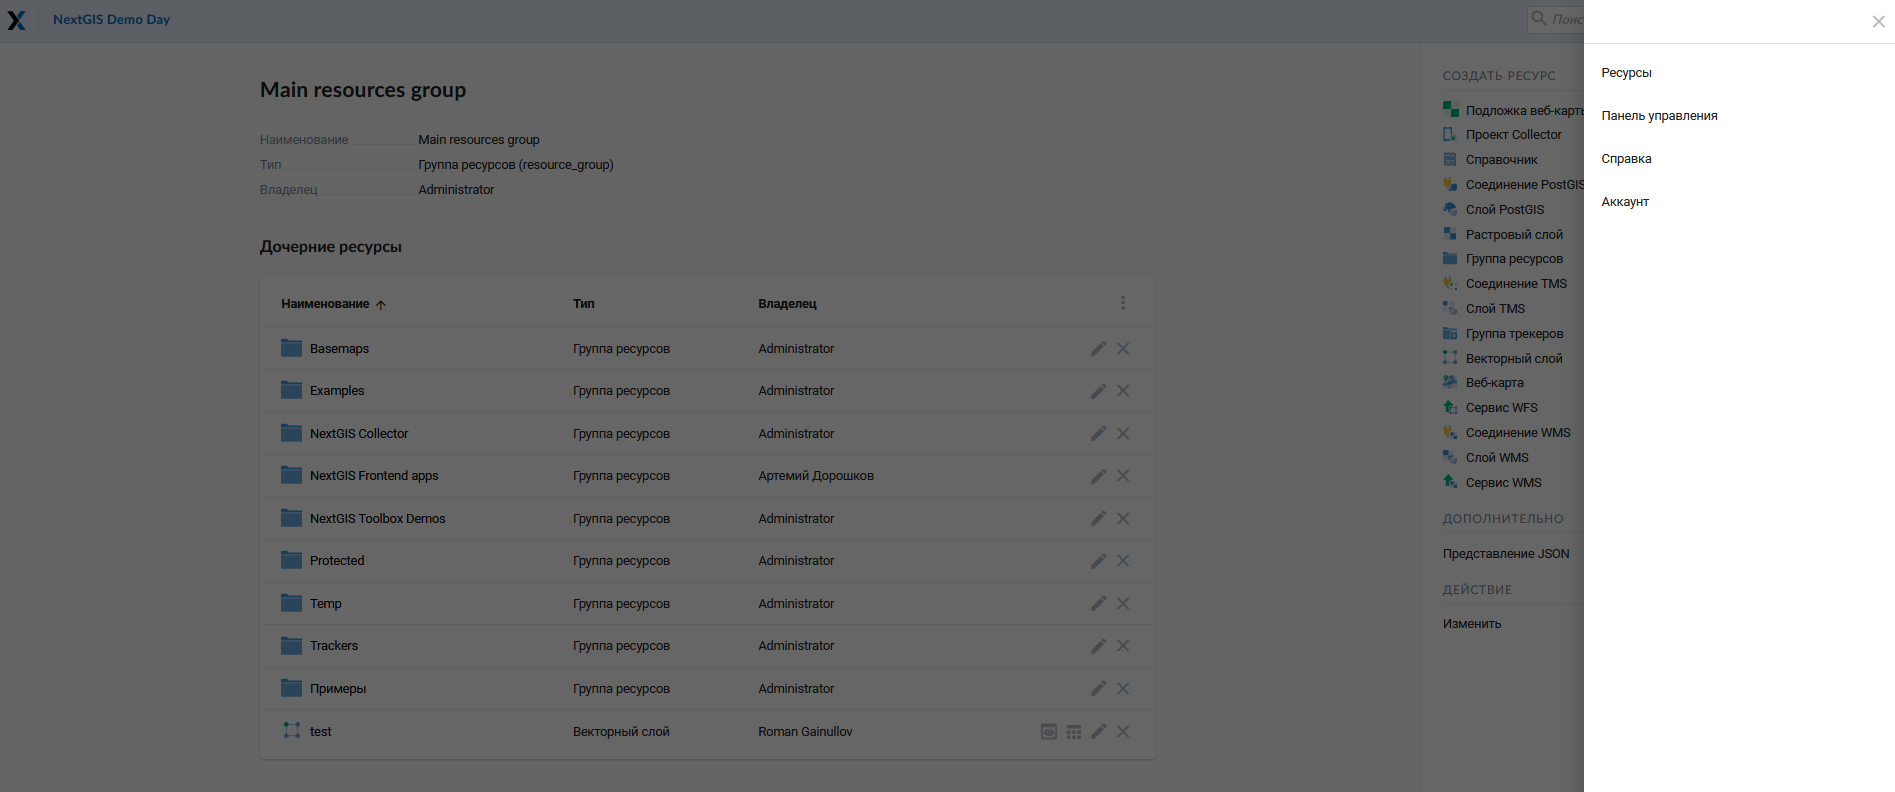 NextGIS Demo Day
Поис
Main resources group
Наименование Main resources group
Тип Группа ресурсов (resource_group)
Владелец Administrator
Дочерние ресурсы
Наименование Тип Владелец
Basemaps Группа ресурсов Administrator
Examples Группа ресурсов Administrator
NextGIS Collector Группа ресурсов Administrator
NextGIS Frontend apps Группа ресурсов Артемий Дорошков
NextGIS Toolbox Demos Группа ресурсов Administrator
Protected Группа ресурсов Administrator
Temp Группа ресурсов Administrator
Trackers Группа ресурсов Administrator
Примеры Группа ресурсов Administrator
test Векторный слой Roman Gainullov
СОЗДАТЬ РЕСУРС
Подложка веб-карты
Проект Collector
Справочник
Соединение PostGIS
Слой PostGIS
Растровый слой
Группа ресурсов
Соединение TMS
Слой TMS
Группа трекеров
Векторный слой
Веб-карта
Сервис WFS
Соединение WMS
Слой WMS
Сервис WMS
ДОПОЛНИТЕЛЬНО
Представление JSON
ДЕЙСТВИЕ
Изменить
Ресурсы
Панель управления
Справка
Аккаунт